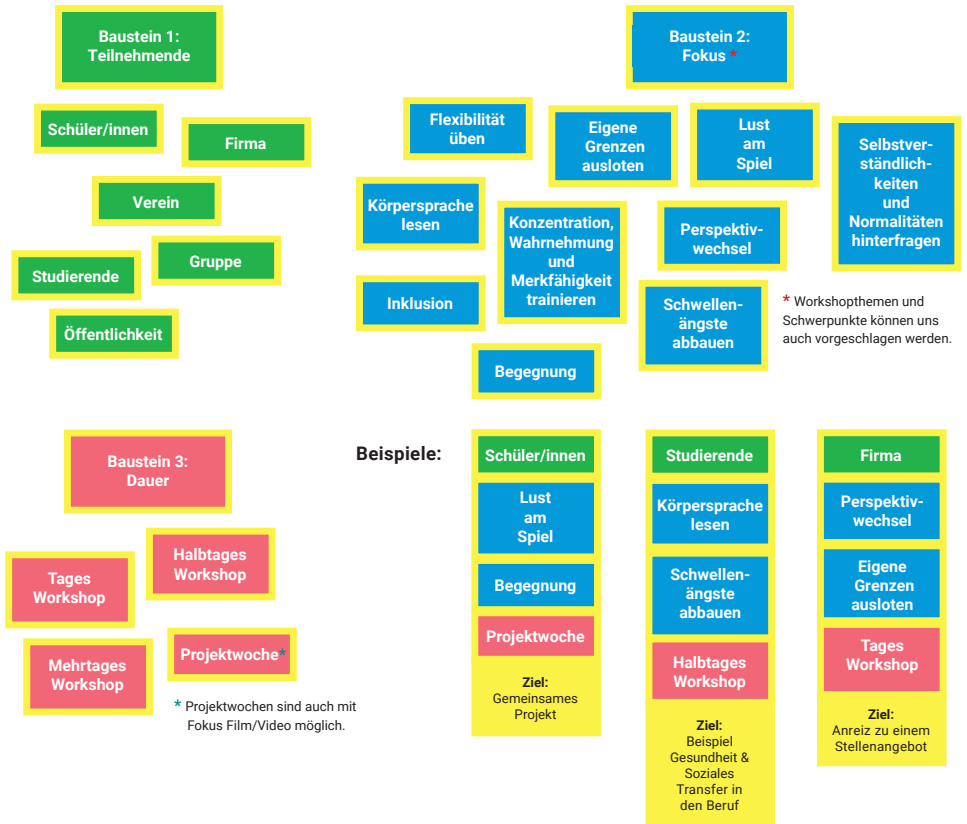 Baustein 1:
Teilnehmende
Schüler/innen
Firma
Verein
Gruppe
Studierende
Öffentlichkeit
Baustein 2:
Fokus *
Flexibilität
üben
Eigene
Grenzen
ausloten
Lust
am
Spiel
Selbstver-
ständlich-
keiten
und
Normalitäten
hinterfragen
Körpersprache
lesen
Konzentration,
Wahrnehmung
und
Merkfähigkeit
trainieren
Perspektiv-
wechsel
Inklusion
Schwellen-
ängste
abbauen
* Workshopthemen und
Schwerpunkte können uns
auch vorgeschlagen werden.
Begegnung
Baustein 3:
Dauer
Halbtages
Workshop
Tages
Workshop
Mehrtages
Workshop
Projektwoche*
* Projektwochen sind auch mit
Fokus Film/Video möglich.
Beispiele:
Schüler/innen
Lust
am
Spiel
Begegnung
Projektwoche
Ziel:
Gemeinsames
Projekt
Studierende
Körpersprache
lesen
Schwellen-
ängste
abbauen
Halbtages
Workshop
Ziel:
Beispiel
Gesundheit &
Soziales
Transfer in
den Beruf
Firma
Perspektiv-
wechsel
Eigene
Grenzen
ausloten
Tages
Workshop
Ziel:
Anreiz zu einem
Stellenangebot